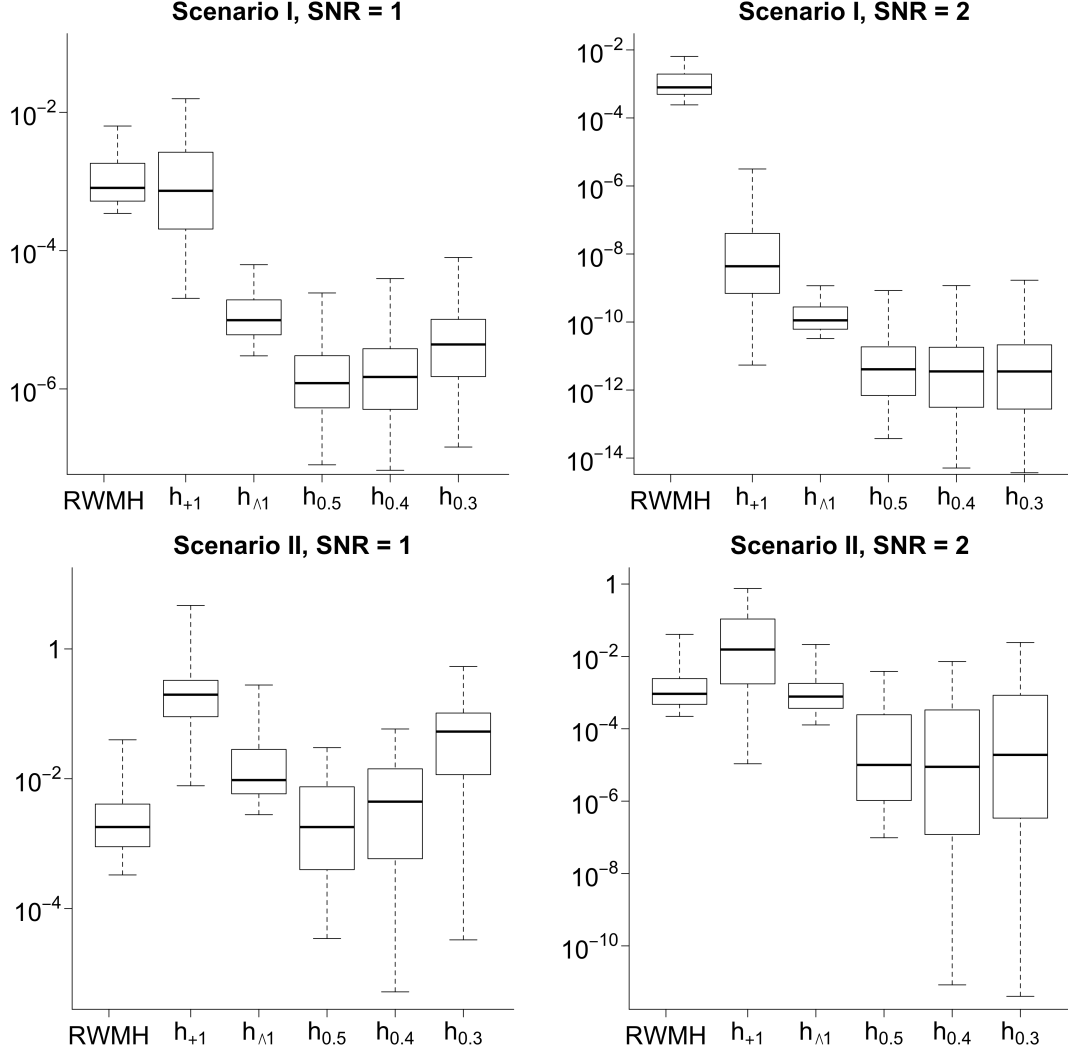 Scenario I, SNR = 1
10⁻²
10⁻⁴
10⁻⁶
RWMH h₊₁ h∧₁ h₀.₅ h₀.₄ h₀.₃
Scenario I, SNR = 2
10⁻²
10⁻⁴
10⁻⁶
10⁻⁸
10⁻¹⁰
10⁻¹²
10⁻¹⁴
RWMH h₊₁ h∧₁ h₀.₅ h₀.₄ h₀.₃
Scenario II, SNR = 1
1
10⁻²
10⁻⁴
RWMH h₊₁ h∧₁ h₀.₅ h₀.₄ h₀.₃
Scenario II, SNR = 2
1
10⁻²
10⁻⁴
10⁻⁶
10⁻⁸
10⁻¹⁰
RWMH h₊₁ h∧₁ h₀.₅ h₀.₄ h₀.₃